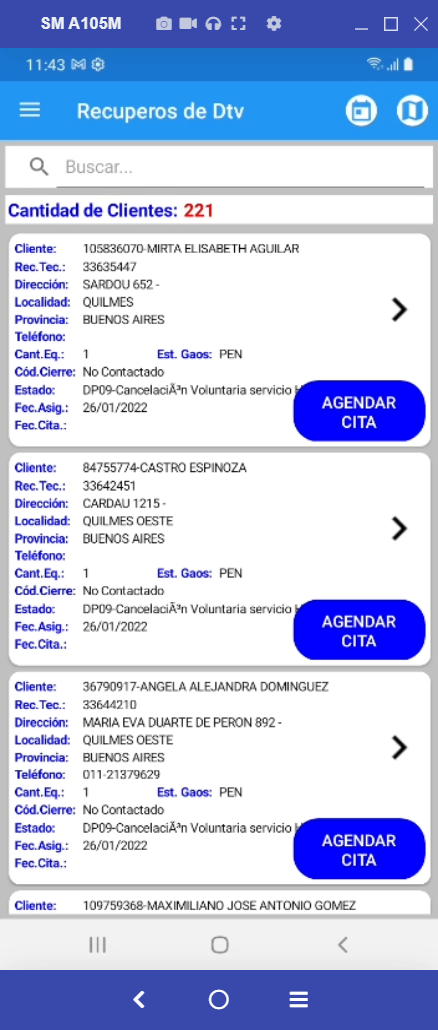 SM A105M
11:43
Recuperos de Dtv
Buscar...
Cantidad de Clientes: 221
Cliente: 105836070-MIRTA ELISABETH AGUILAR
Rec.Tec.: 33635447
Dirección: SARDOU 652 -
Localidad: QUILMES
Provincia: BUENOS AIRES
Teléfono:
Cant.Eq.: 1 Est. Gaos: PEN
Cód.Cierre: No Contactado
Estado: DP09-CancelaciÃ³n Voluntaria servicio
Fec.Asig.: 26/01/2022
Fec.Cita.:
AGENDAR
CITA
Cliente: 84755774-CASTRO ESPINOZA
Rec.Tec.: 33642451
Dirección: CARDAU 1215 -
Localidad: QUILMES OESTE
Provincia: BUENOS AIRES
Teléfono:
Cant.Eq.: 1 Est. Gaos: PEN
Cód.Cierre: No Contactado
Estado: DP09-CancelaciÃ³n Voluntaria servicio
Fec.Asig.: 26/01/2022
Fec.Cita.:
AGENDAR
CITA
Cliente: 36790917-ANGELA ALEJANDRA DOMINGUEZ
Rec.Tec.: 33644210
Dirección: MARIA EVA DUARTE DE PERON 892 -
Localidad: QUILMES OESTE
Provincia: BUENOS AIRES
Teléfono: 011-21379629
Cant.Eq.: 1 Est. Gaos: PEN
Cód.Cierre: No Contactado
Estado: DP09-CancelaciÃ³n Voluntaria servicio
Fec.Asig.: 26/01/2022
Fec.Cita.:
AGENDAR
CITA
Cliente: 109759368-MAXIMILIANO JOSE ANTONIO GOMEZ